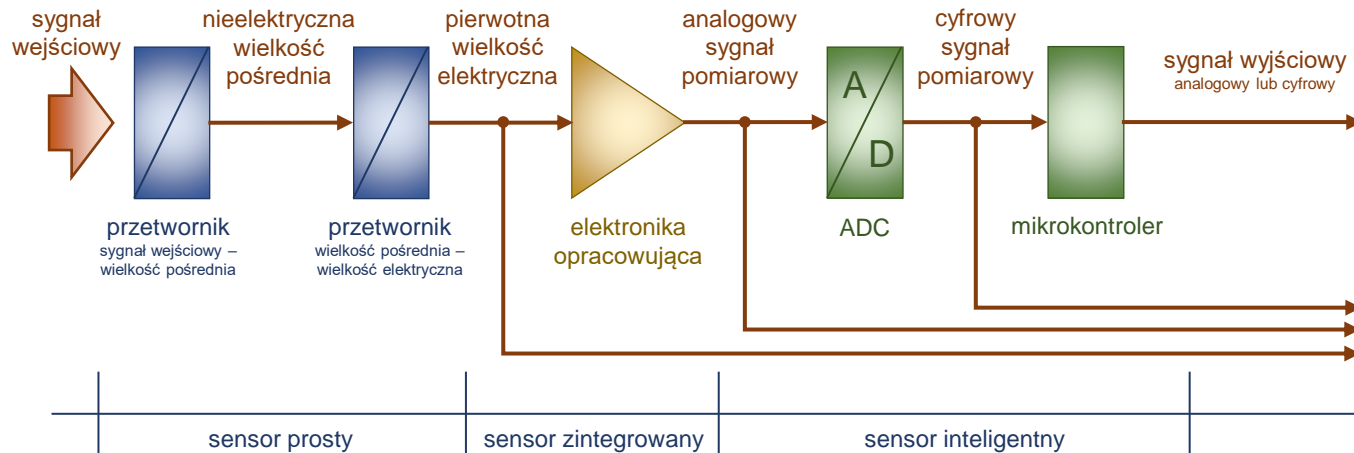 sygnał
wejściowy
nieelektryczna
wielkość
pośrednia
pierwotna
wielkość
elektryczna
analogowy
sygnał
pomiarowy
cyfrowy
sygnał
pomiarowy
sygnał wyjściowy
analogowy lub cyfrowy
A
D
przetwornik
sygnał wejściowy –
wielkość pośrednia
przetwornik
wielkość pośrednia –
wielkość elektryczna
elektronika
opracowująca
ADC
mikrokontroler
sensor prosty
sensor zintegrowany
sensor inteligentny